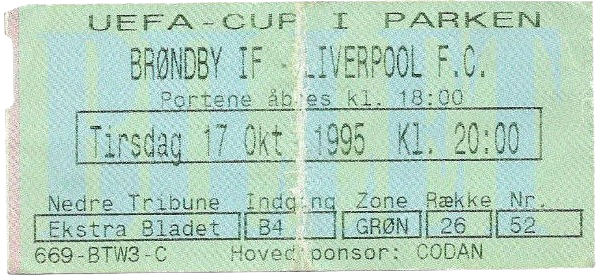 UEFA-CUP I PARKEN
BRØNDBY IF - LIVERPOOL F.C.
Portene åbnes kl. 18:00
Tirsdag 17 Okt 1995 Kl. 20:00
Nedre Tribune Indgang Zone Række Nr.
Ekstra Bladet B4 GRØN 26 52
669-BTW3-C Hovedsponsor: CODAN